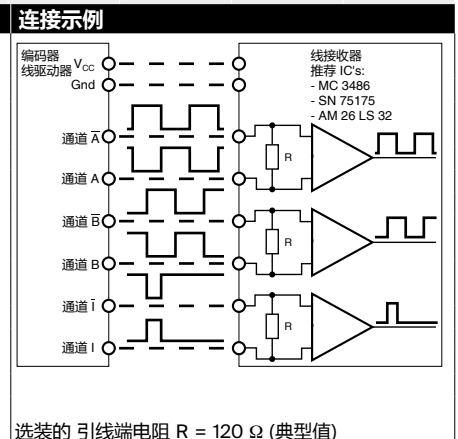 连接示例
编码器
线驱动器
V_CC
Gnd
通道 A̅
通道 A
通道 B̅
通道 B
通道 I̅
通道 I
线接收器
推荐 IC's:
- MC 3486
- SN 75175
- AM 26 LS 32
R
R
R
选装的 引线端电阻 R = 120 Ω (典型值)